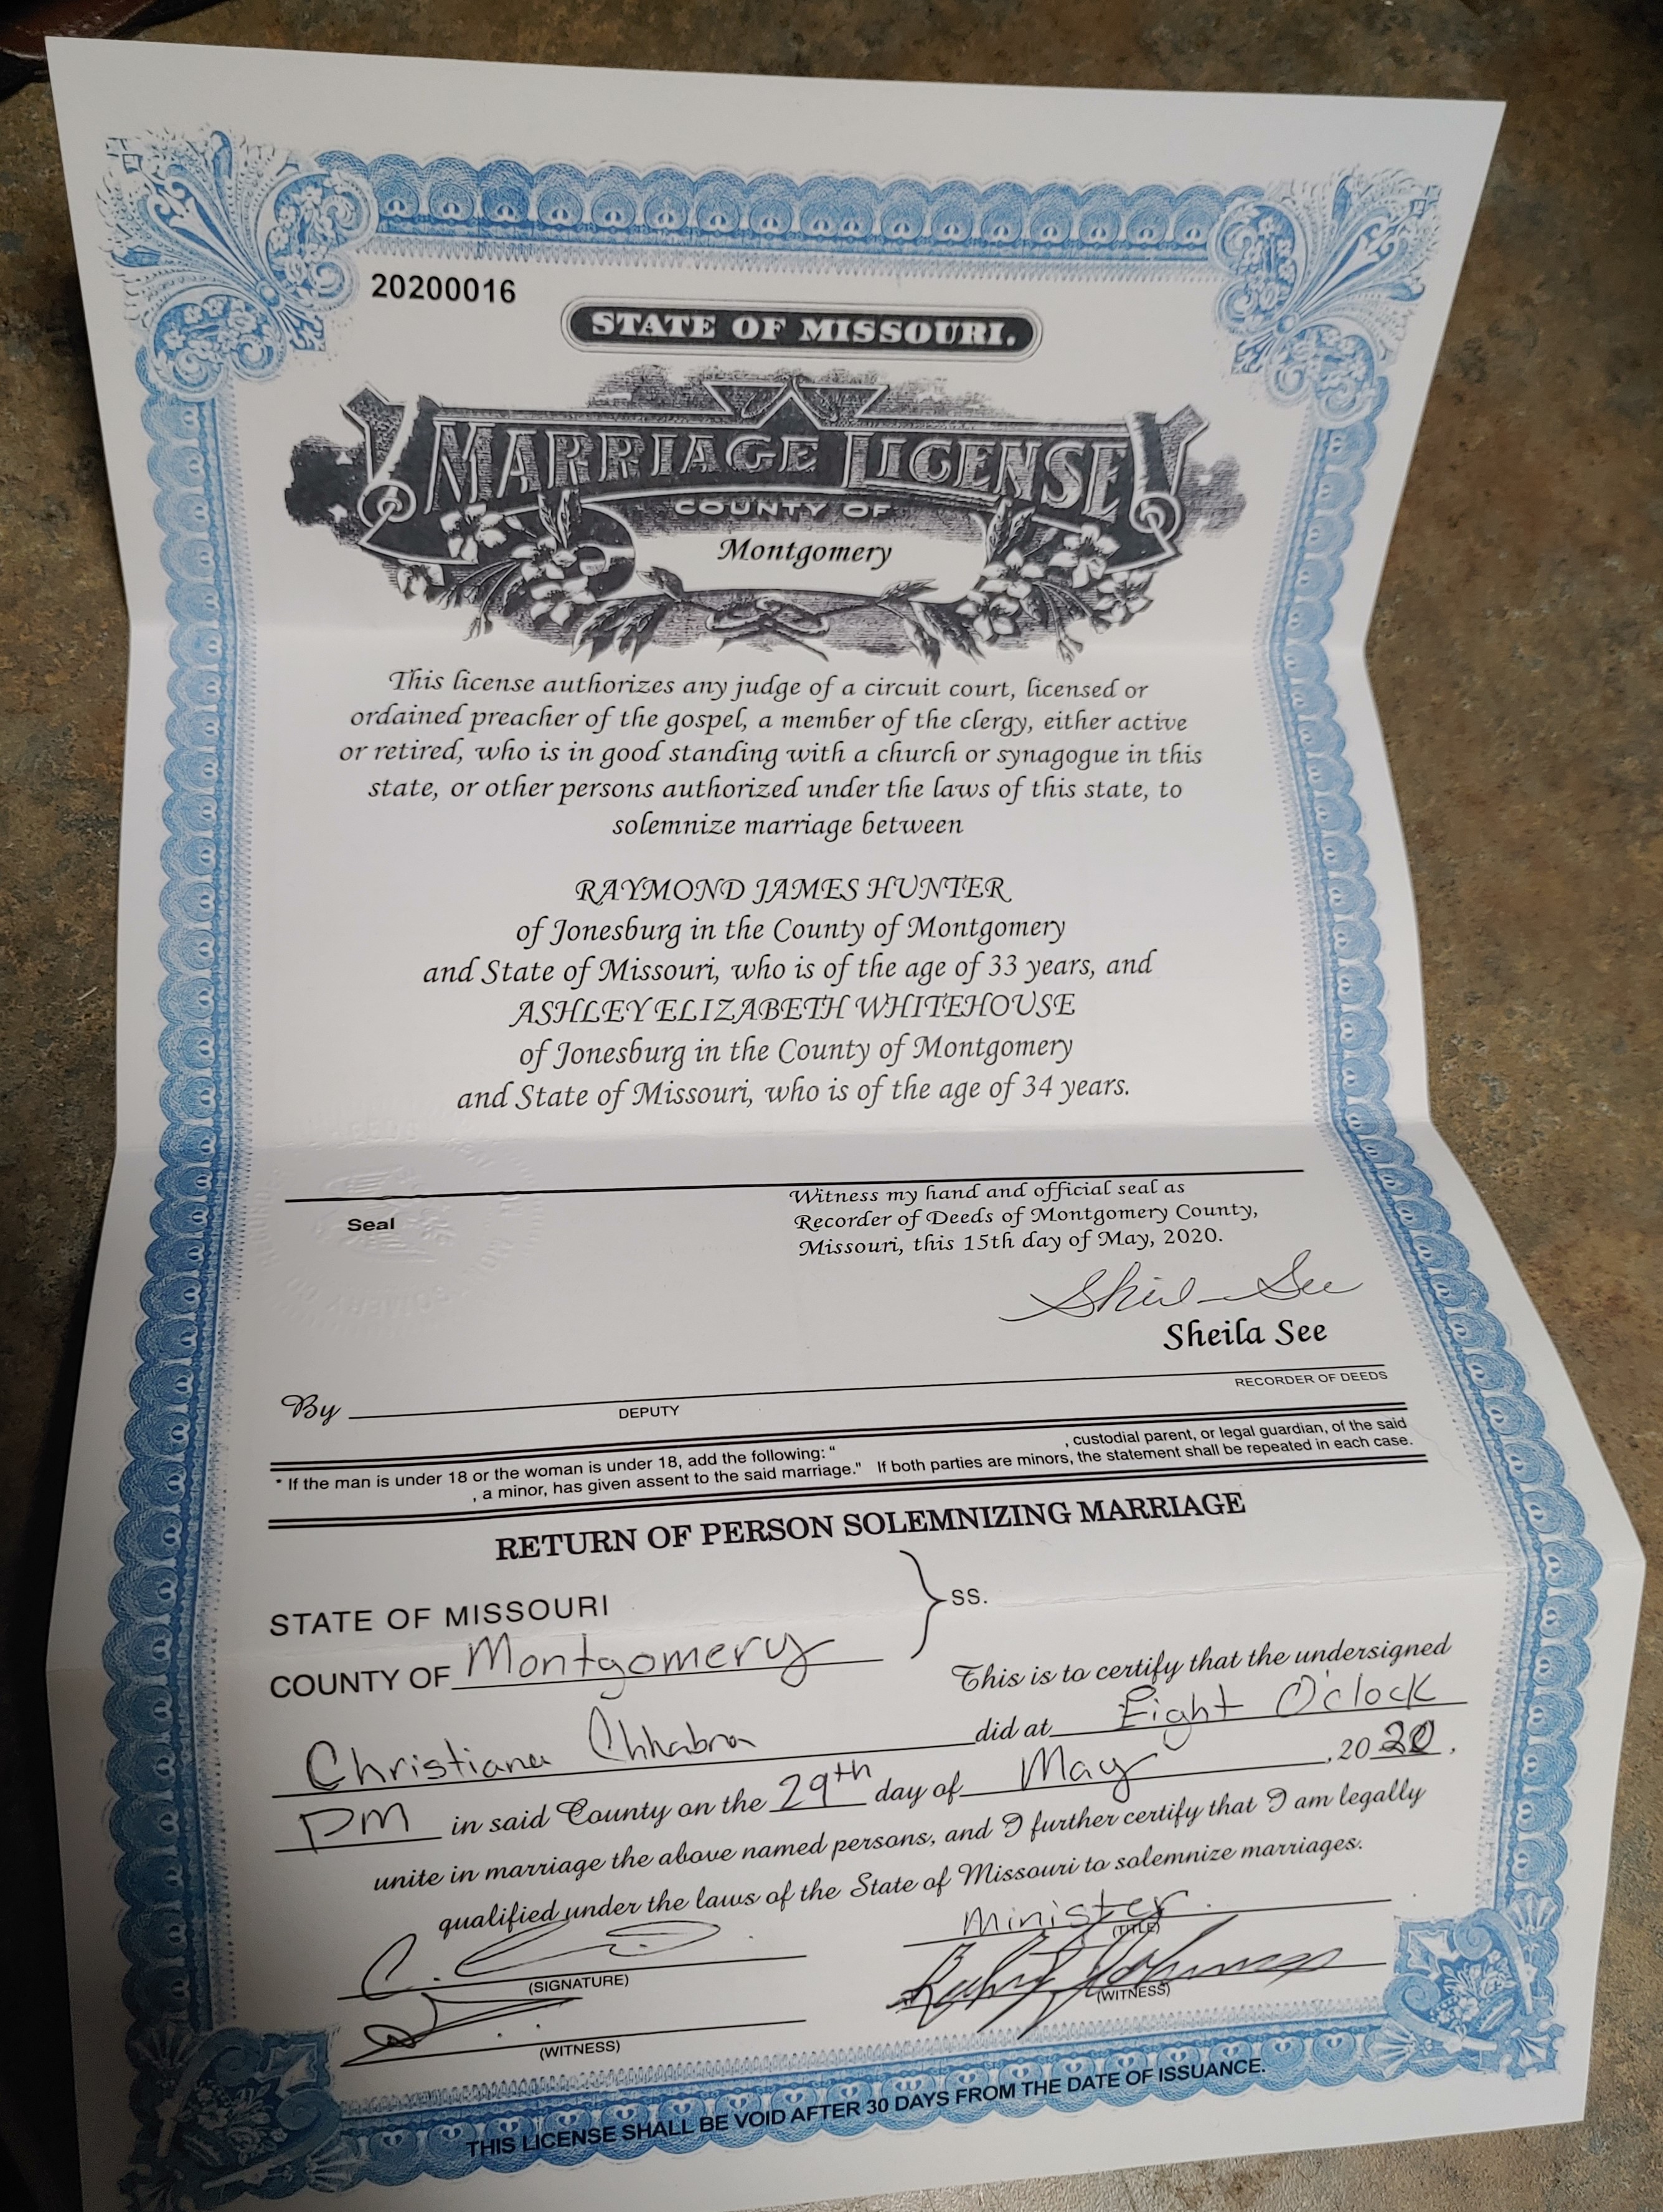 20200016
STATE OF MISSOURI.
MARRIAGE LICENSE
COUNTY OF
Montgomery
This license authorizes any judge of a circuit court, licensed or
ordained preacher of the gospel, a member of the clergy, either active
or retired, who is in good standing with a church or synagogue in this
state, or other persons authorized under the laws of this state, to
solemnize marriage between
RAYMOND JAMES HUNTER
of Jonesburg in the County of Montgomery
and State of Missouri, who is of the age of 33 years, and
ASHLEY ELIZABETH WHITEHOUSE
of Jonesburg in the County of Montgomery
and State of Missouri, who is of the age of 34 years.
Seal
Witness my hand and official seal as
Recorder of Deeds of Montgomery County,
Missouri, this 15th day of May, 2020.
Sheila See
Sheila See
RECORDER OF DEEDS
By
DEPUTY
* If the man is under 18 or the woman is under 18, add the following: “ , custodial parent, or legal guardian, of the said
, a minor, has given assent to the said marriage." If both parties are minors, the statement shall be repeated in each case.
RETURN OF PERSON SOLEMNIZING MARRIAGE
STATE OF MISSOURI
SS.
COUNTY OF Montgomery
This is to certify that the undersigned
Christiana Chhabra did at Eight O'clock
PM in said County on the 29th day of May, 2020,
unite in marriage the above named persons, and I further certify that I am legally
qualified under the laws of the State of Missouri to solemnize marriages.
Minister
(TITLE)
(SIGNATURE)
(WITNESS)
(WITNESS)
THIS LICENSE SHALL BE VOID AFTER 30 DAYS FROM THE DATE OF ISSUANCE.